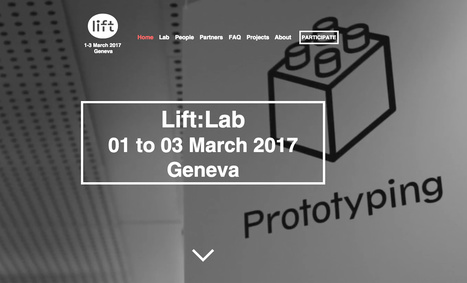 lift
1-3 March 2017
Geneva
Home Lab People Partners FAQ Projects About PARTICIPATE
Lift:Lab
01 to 03 March 2017
Geneva
Prototyping